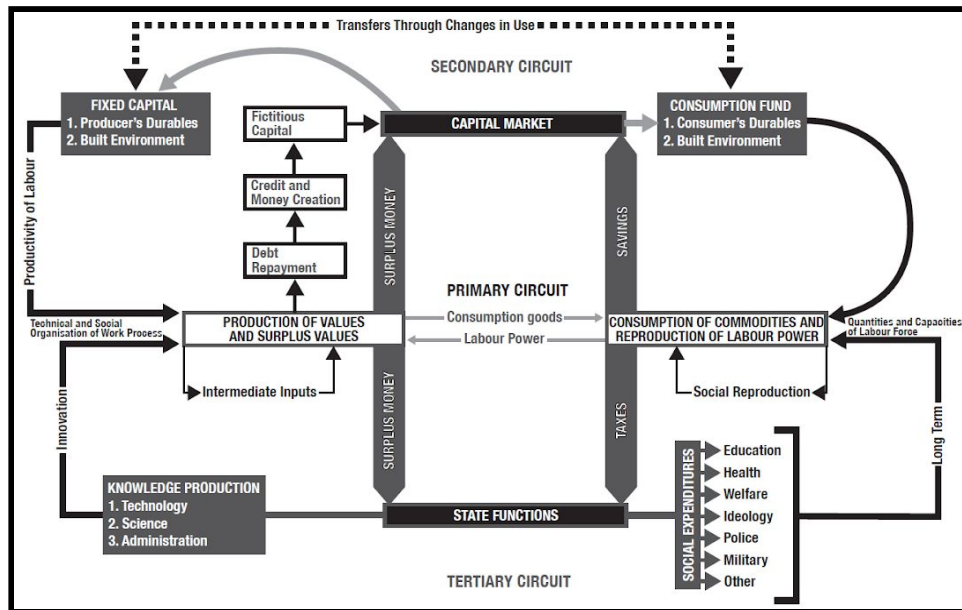 Transfers Through Changes in Use
SECONDARY CIRCUIT
FIXED CAPITAL
1. Producer's Durables
2. Built Environment
Fictitious
Capital
CAPITAL MARKET
CONSUMPTION FUND
1. Consumer's Durables
2. Built Environment
Credit and
Money Creation
Debt
Repayment
Productivity of Labour
SURPLUS MONEY
SAVINGS
PRIMARY CIRCUIT
Technical and Social
Organisation of Work Process
PRODUCTION OF VALUES
AND SURPLUS VALUES
Consumption goods
Labour Power
CONSUMPTION OF COMMODITIES AND
REPRODUCTION OF LABOUR POWER
Quantities and Capacities
of Labour Force
Intermediate Inputs
Social Reproduction
Innovation
SURPLUS MONEY
TAXES
Long Term
KNOWLEDGE PRODUCTION
1. Technology
2. Science
3. Administration
STATE FUNCTIONS
SOCIAL EXPENDITURES
Education
Health
Welfare
Ideology
Police
Military
Other
TERTIARY CIRCUIT